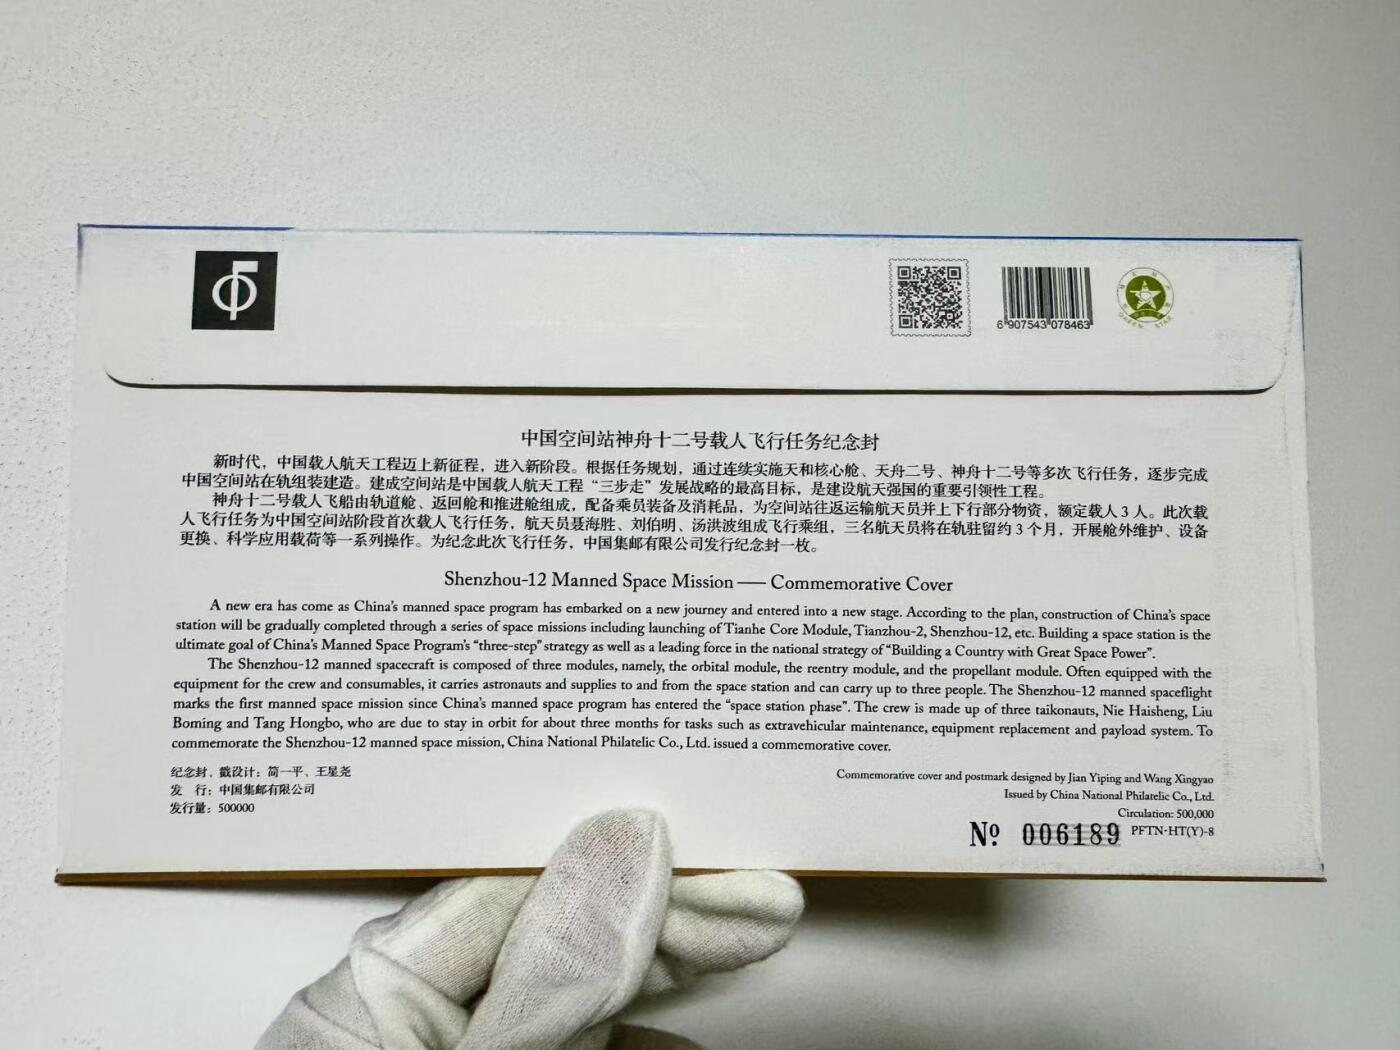 6 907543 078463
GREEN STAR
中国空间站神舟十二号载人飞行任务纪念封
新时代，中国载人航天工程迈上新征程，进入新阶段。根据任务规划，通过连续实施天和核心舱、天舟二号、神舟十二号等多次飞行任务，逐步完成
中国空间站在轨组装建造。建成空间站是中国载人航天工程“三步走”发展战略的最高目标，是建设航天强国的重要引领性工程。
神舟十二号载人飞船由轨道舱、返回舱和推进舱组成，配备乘员装备及消耗品，为空间站往返运输航天员并上下行部分物资，额定载人 3 人。此次载
人飞行任务为中国空间站阶段首次载人飞行任务，航天员聂海胜、刘伯明、汤洪波组成飞行乘组，三名航天员将在轨驻留约 3 个月，开展舱外维护、设备
更换、科学应用载荷等一系列操作。为纪念此次飞行任务，中国集邮有限公司发行纪念封一枚。
Shenzhou-12 Manned Space Mission —— Commemorative Cover
A new era has come as China's manned space program has embarked on a new journey and entered into a new stage. According to the plan, construction of China's space
station will be gradually completed through a series of space missions including launching of Tianhe Core Module, Tianzhou-2, Shenzhou-12, etc. Building a space station is the
ultimate goal of China's Manned Space Program's “three-step” strategy as well as a leading force in the national strategy of “Building a Country with Great Space Power”.
The Shenzhou-12 manned spacecraft is composed of three modules, namely, the orbital module, the reentry module, and the propellant module. Often equipped with the
equipment for the crew and consumables, it carries astronauts and supplies to and from the space station and can carry up to three people. The Shenzhou-12 manned spaceflight
marks the first manned space mission since China's manned space program has entered the “space station phase”. The crew is made up of three taikonauts, Nie Haisheng, Liu
Boming and Tang Hongbo, who are due to stay in orbit for about three months for tasks such as extravehicular maintenance, equipment replacement and payload system. To
commemorate the Shenzhou-12 manned space mission, China National Philatelic Co., Ltd. issued a commemorative cover.
纪念封、戳设计：简一平、王星尧
发 行：中国集邮有限公司
发行量：500000
Commemorative cover and postmark designed by Jian Yiping and Wang Xingyao
Issued by China National Philatelic Co., Ltd.
Circulation: 500,000
№ 006189 PFTN·HT(Y)-8